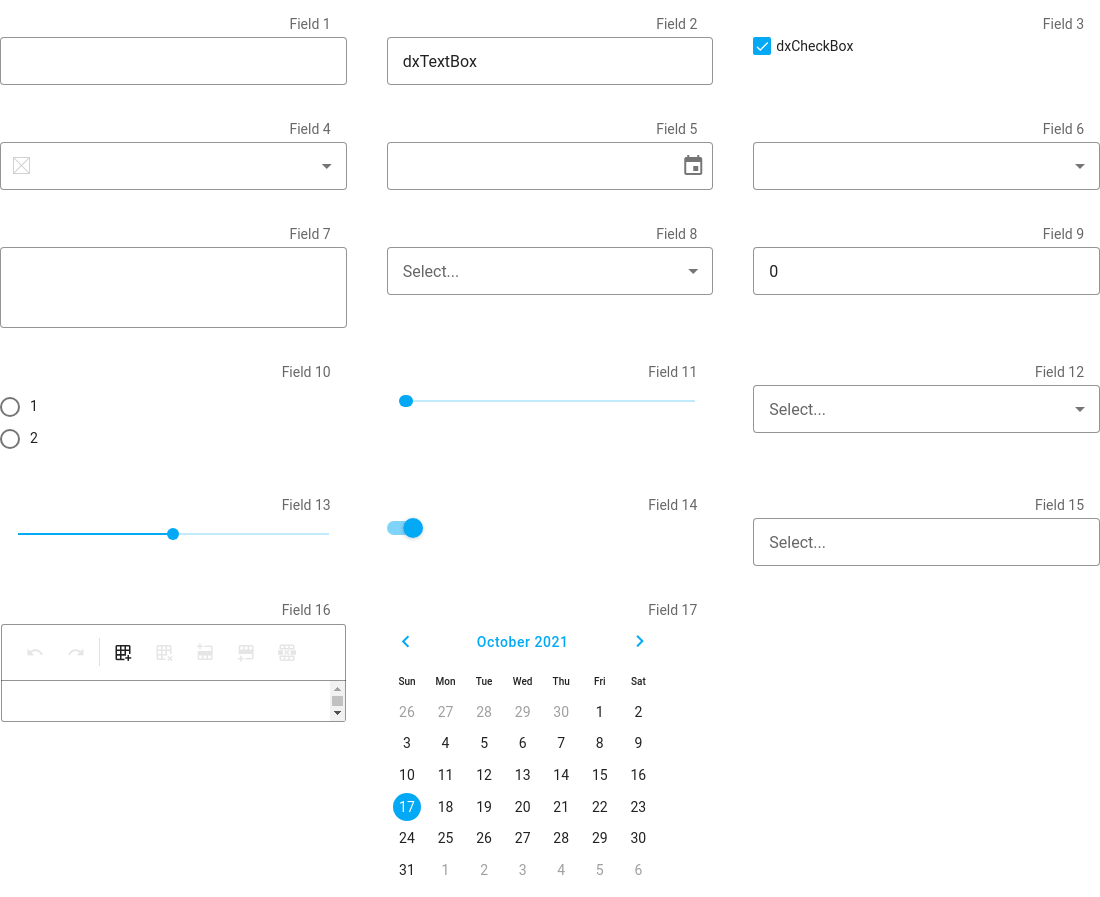 Field 1
Field 2
dxTextBox
Field 3
dxCheckBox
Field 4
Field 5
Field 6
Field 7
Field 8
Select...
Field 9
0
Field 10
1
2
Field 11
Field 12
Select...
Field 13
Field 14
Field 15
Select...
Field 16
Field 17
October 2021
Sun Mon Tue Wed Thu Fri Sat
26 27 28 29 30 1 2
3 4 5 6 7 8 9
10 11 12 13 14 15 16
17 18 19 20 21 22 23
24 25 26 27 28 29 30
31 1 2 3 4 5 6